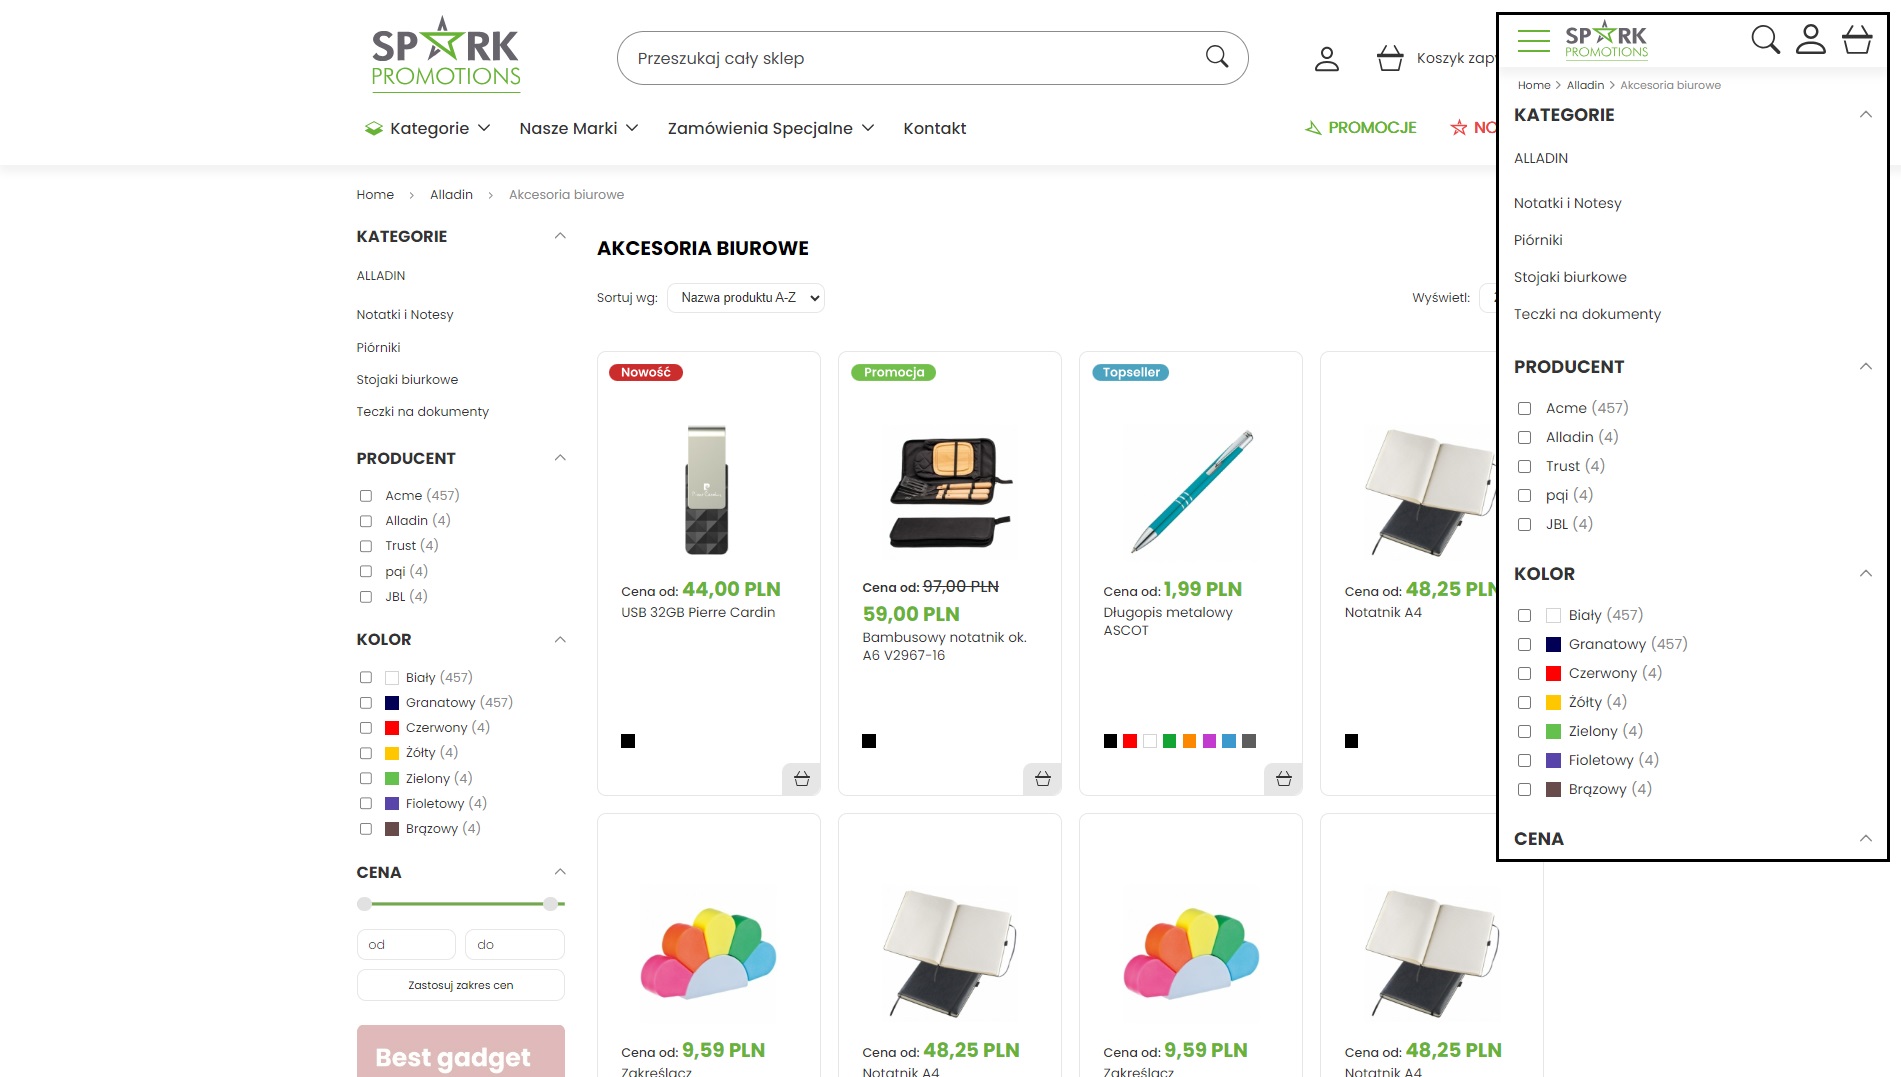 SPARK
PROMOTIONS
Przeszukaj cały sklep
Koszyk zapy
Kategorie
Nasze Marki
Zamówienia Specjalne
Kontakt
PROMOCJE
NO
Home > Alladin > Akcesoria biurowe
KATEGORIE
ALLADIN
Notatki i Notesy
Piórniki
Stojaki biurkowe
Teczki na dokumenty
PRODUCENT
Acme (457)
Alladin (4)
Trust (4)
pqi (4)
JBL (4)
KOLOR
Biały (457)
Granatowy (457)
Czerwony (4)
Żółty (4)
Zielony (4)
Fioletowy (4)
Brązowy (4)
CENA
od
do
Zastosuj zakres cen
Best gadget
AKCESORIA BIUROWE
Sortuj wg: Nazwa produktu A-Z
Wyświetl:
Nowość
Cena od: 44,00 PLN
USB 32GB Pierre Cardin
Promocja
Cena od: 97,00 PLN
59,00 PLN
Bambusowy notatnik ok.
A6 V2967-16
Topseller
Cena od: 1,99 PLN
Długopis metalowy
ASCOT
Cena od: 48,25 PLN
Notatnik A4
Cena od: 9,59 PLN
Zakreślacz
Cena od: 48,25 PLN
Notatnik A4
Cena od: 9,59 PLN
Zakreślacz
Cena od: 48,25 PLN
Notatnik A4
SPARK
PROMOTIONS
Home > Alladin > Akcesoria biurowe
KATEGORIE
ALLADIN
Notatki i Notesy
Piórniki
Stojaki biurkowe
Teczki na dokumenty
PRODUCENT
Acme (457)
Alladin (4)
Trust (4)
pqi (4)
JBL (4)
KOLOR
Biały (457)
Granatowy (457)
Czerwony (4)
Żółty (4)
Zielony (4)
Fioletowy (4)
Brązowy (4)
CENA